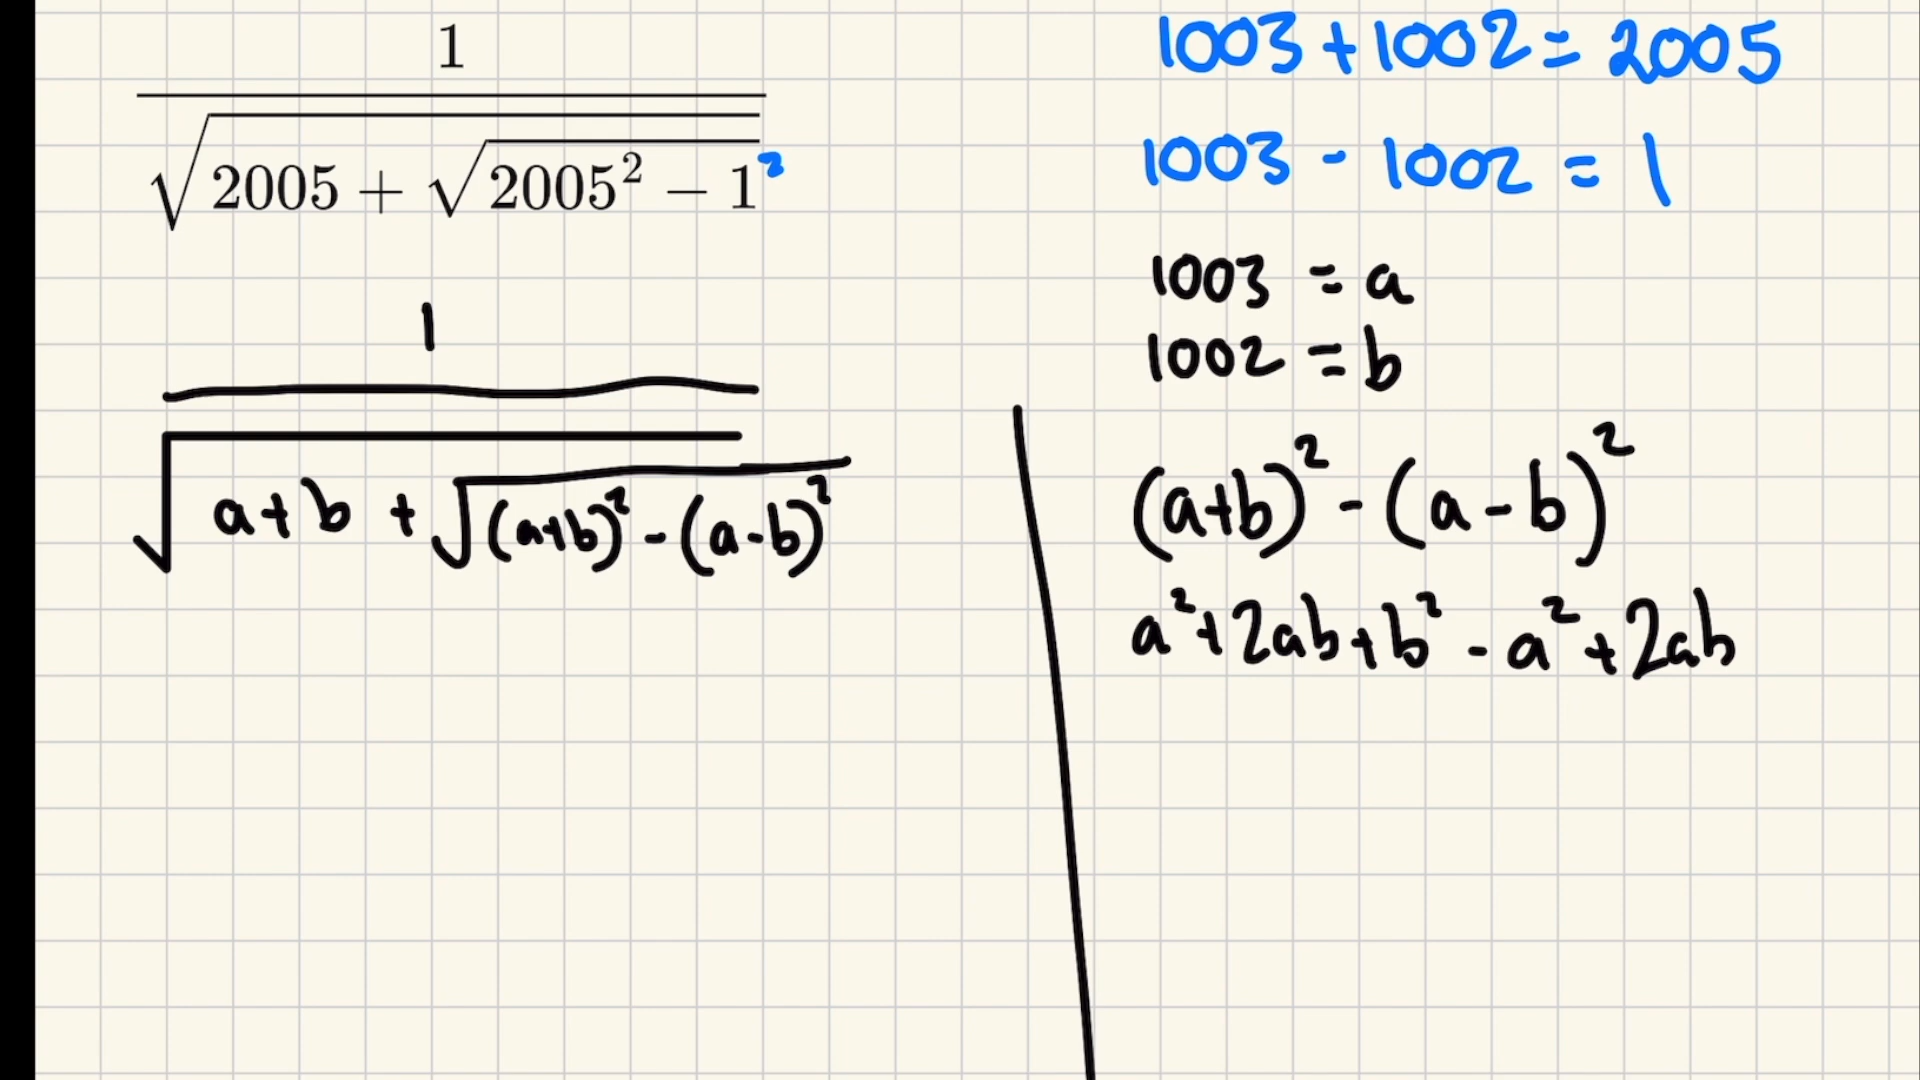 1
√(2005 + √(2005² − 1²))
1
√(a+b + √((a+b)² - (a-b)²))
1003 + 1002 = 2005
1003 - 1002 = 1
1003 = a
1002 = b
(a+b)² - (a-b)²
a²+2ab+b² - a²+2ab